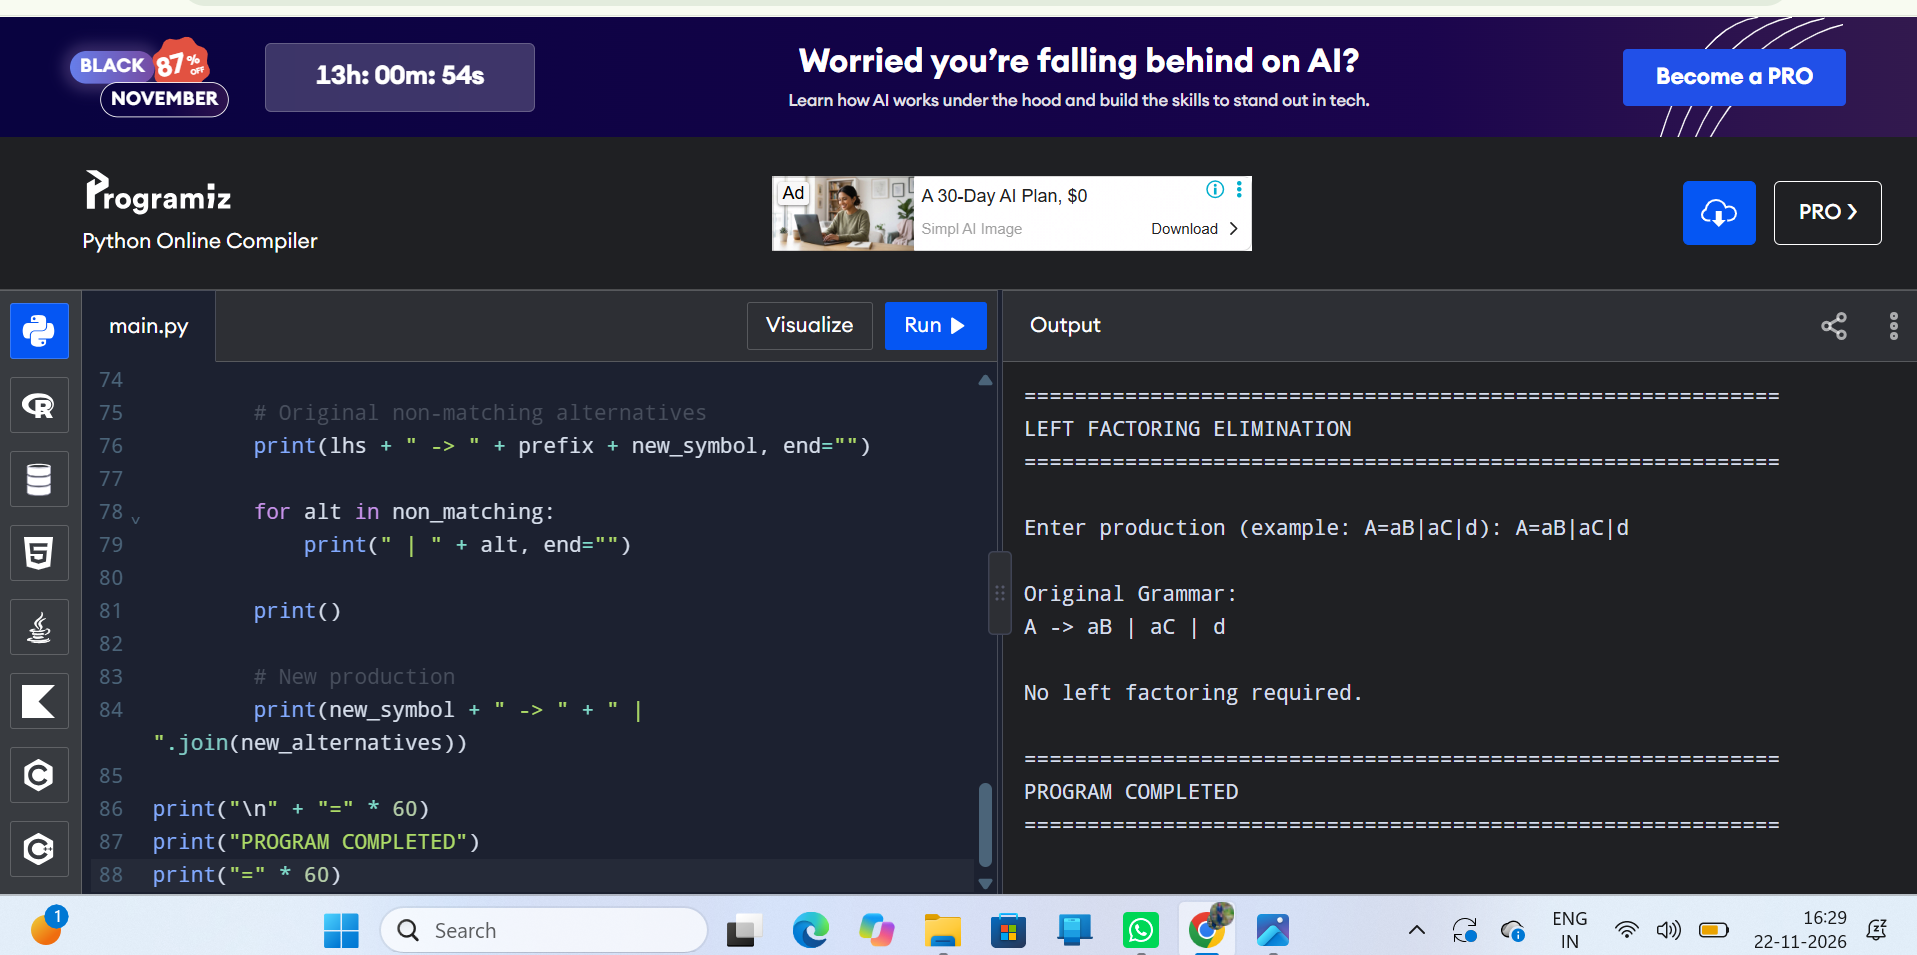 BLACK 87% OFF
NOVEMBER
13h: 00m: 54s
Worried you're falling behind on AI?
Learn how AI works under the hood and build the skills to stand out in tech.
Become a PRO
Programiz
Python Online Compiler
Ad
A 30-Day AI Plan, $0
Simpl AI Image
Download
PRO
main.py
Visualize
Run
Output
74
75 # Original non-matching alternatives
76 print(lhs + " -> " + prefix + new_symbol, end="")
77
78 for alt in non_matching:
79 print(" | " + alt, end="")
80
81 print()
82
83 # New production
84 print(new_symbol + " -> " + " |
".join(new_alternatives))
85
86 print("\n" + "=" * 60)
87 print("PROGRAM COMPLETED")
88 print("=" * 60)
============================================================
LEFT FACTORING ELIMINATION
============================================================
Enter production (example: A=aB|aC|d): A=aB|aC|d
Original Grammar:
A -> aB | aC | d
No left factoring required.
============================================================
PROGRAM COMPLETED
============================================================
1
Search
ENG
IN
16:29
22-11-2026